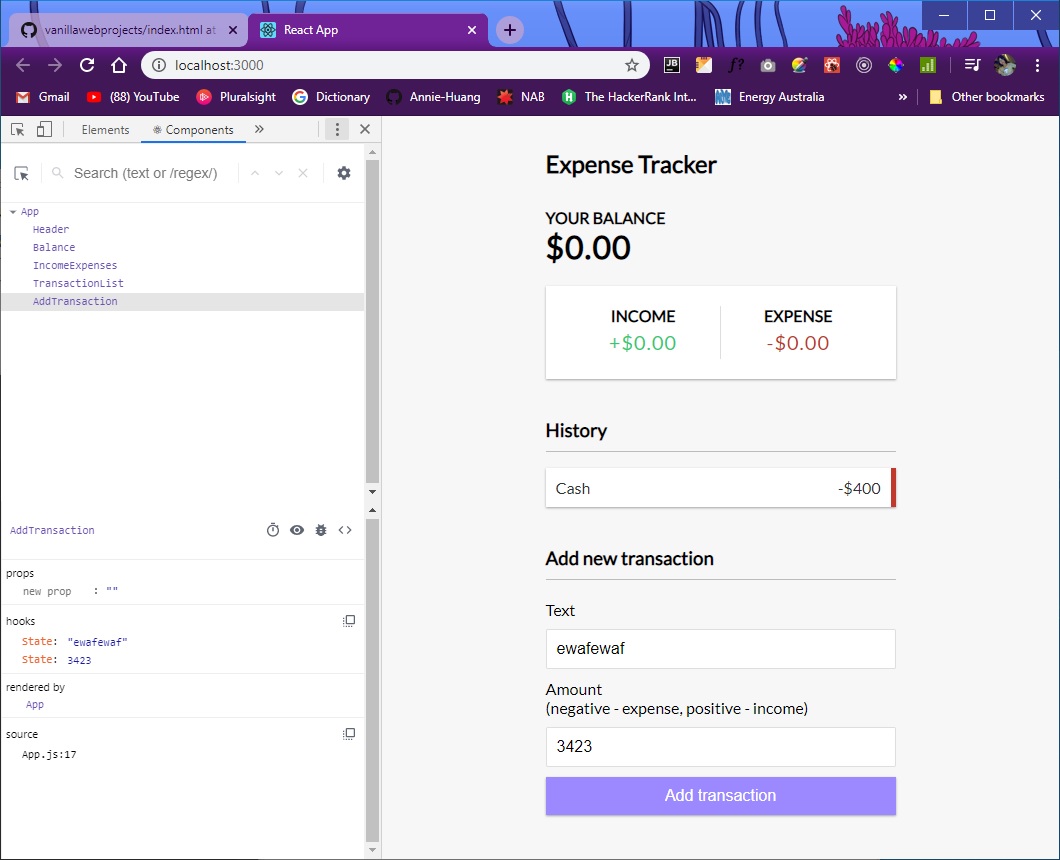 vanillawebprojects/index.html at
React App
localhost:3000
Gmail
(88) YouTube
Pluralsight
Dictionary
Annie-Huang
NAB
The HackerRank Int...
Energy Australia
»
Other bookmarks
Elements
Components
»
Search (text or /regex/)
App
Header
Balance
IncomeExpenses
TransactionList
AddTransaction
AddTransaction
props
new prop : ""
hooks
State: "ewafewaf"
State: 3423
rendered by
App
source
App.js:17
Expense Tracker
YOUR BALANCE
$0.00
INCOME
+$0.00
EXPENSE
-$0.00
History
Cash -$400
Add new transaction
Text
ewafewaf
Amount
(negative - expense, positive - income)
3423
Add transaction